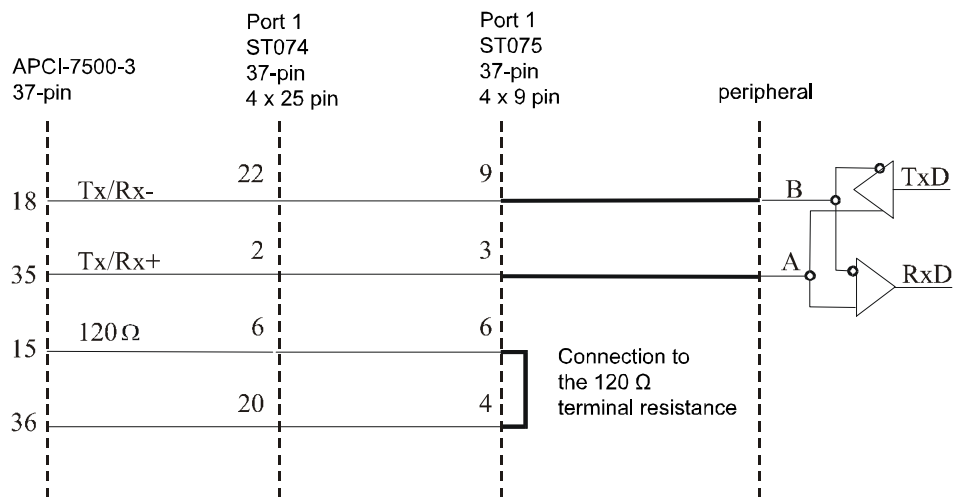 APCI-7500-3
37-pin
Port 1
ST074
37-pin
4 x 25 pin
Port 1
ST075
37-pin
4 x 9 pin
peripheral
18 Tx/Rx- 22 9 B TxD
35 Tx/Rx+ 2 3 A RxD
15 120 Ω 6 6
Connection to
the 120 Ω
terminal resistance
36 20 4